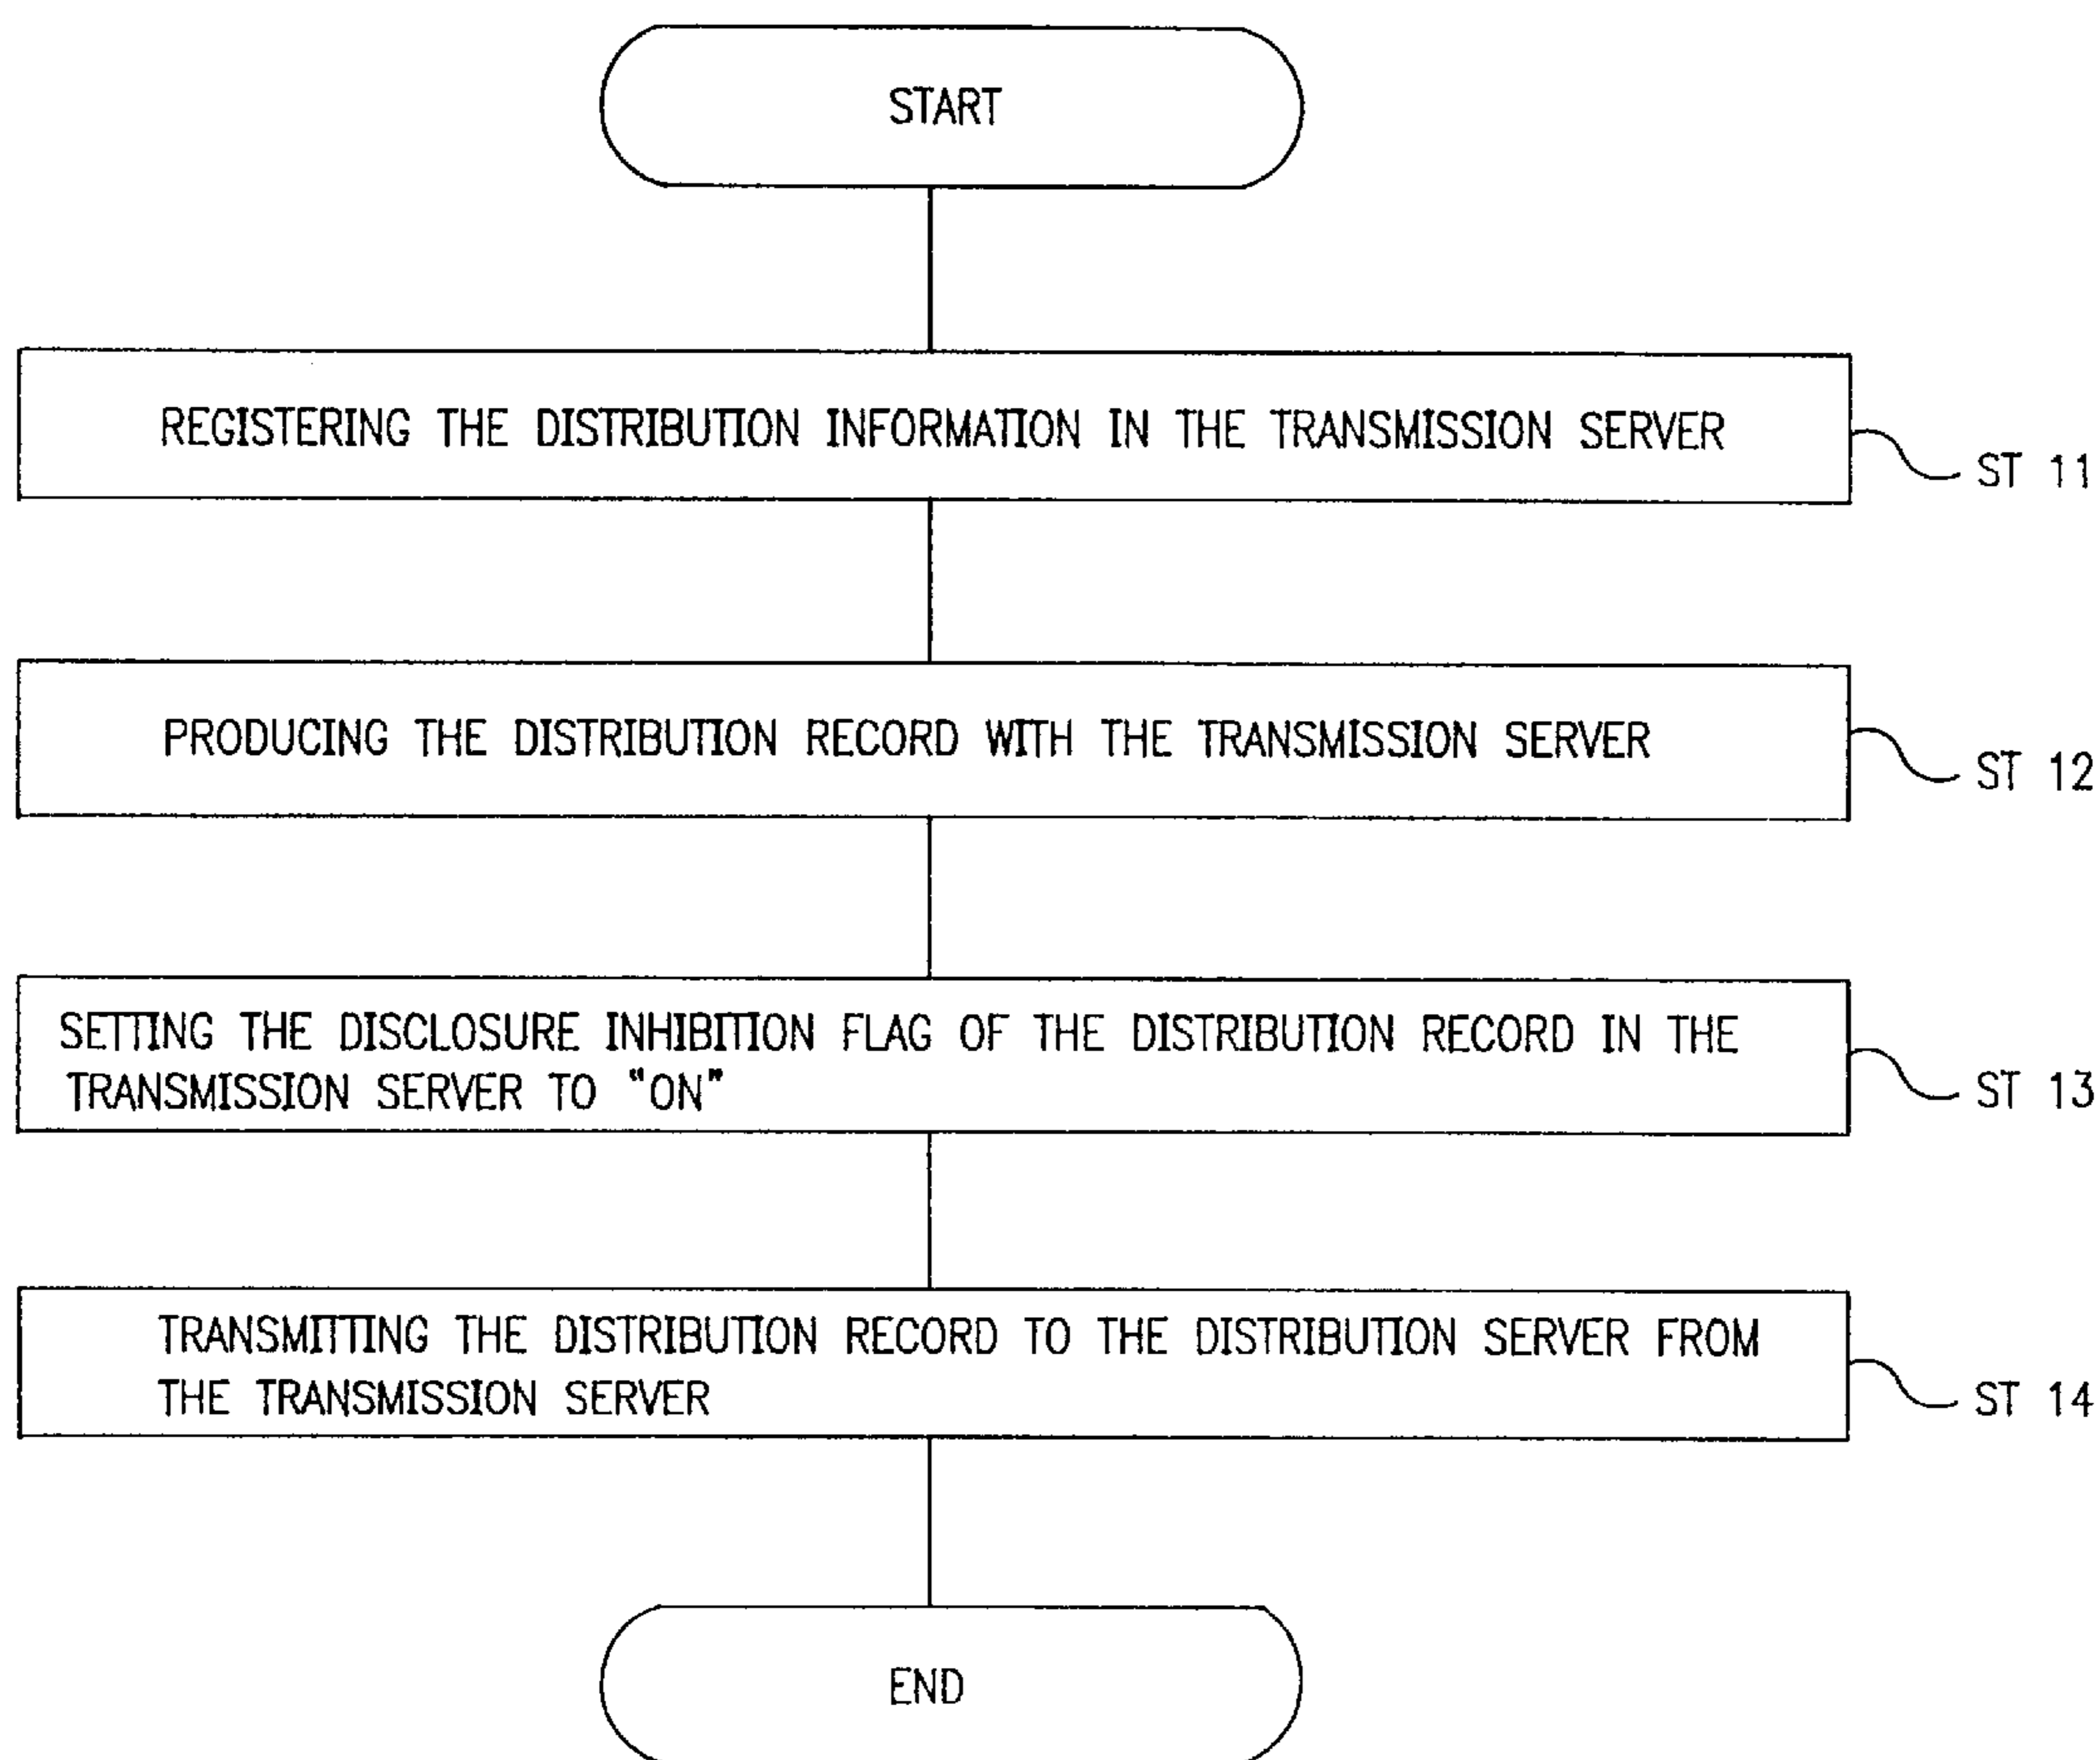 START
REGISTERING THE DISTRIBUTION INFORMATION IN THE TRANSMISSION SERVER
ST 11
PRODUCING THE DISTRIBUTION RECORD WITH THE TRANSMISSION SERVER
ST 12
SETTING THE DISCLOSURE INHIBITION FLAG OF THE DISTRIBUTION RECORD IN THE
TRANSMISSION SERVER TO "ON"
ST 13
TRANSMITTING THE DISTRIBUTION RECORD TO THE DISTRIBUTION SERVER FROM
THE TRANSMISSION SERVER
ST 14
END